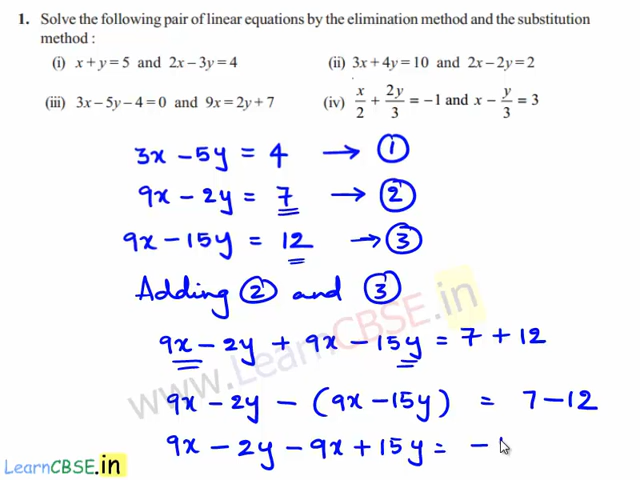 1. Solve the following pair of linear equations by the elimination method and the substitution
method :
(i) x + y = 5 and 2x – 3y = 4 (ii) 3x + 4y = 10 and 2x – 2y = 2
(iii) 3x – 5y – 4 = 0 and 9x = 2y + 7 (iv) x/2 + 2y/3 = –1 and x – y/3 = 3
3x – 5y = 4 → ①
9x – 2y = 7 → ②
9x – 15y = 12 → ③
Adding ② and ③
9x – 2y + 9x – 15y = 7 + 12
www.LearnCBSE.in
9x – 2y – (9x – 15y) = 7 – 12
9x – 2y – 9x + 15y = –
LearnCBSE.in